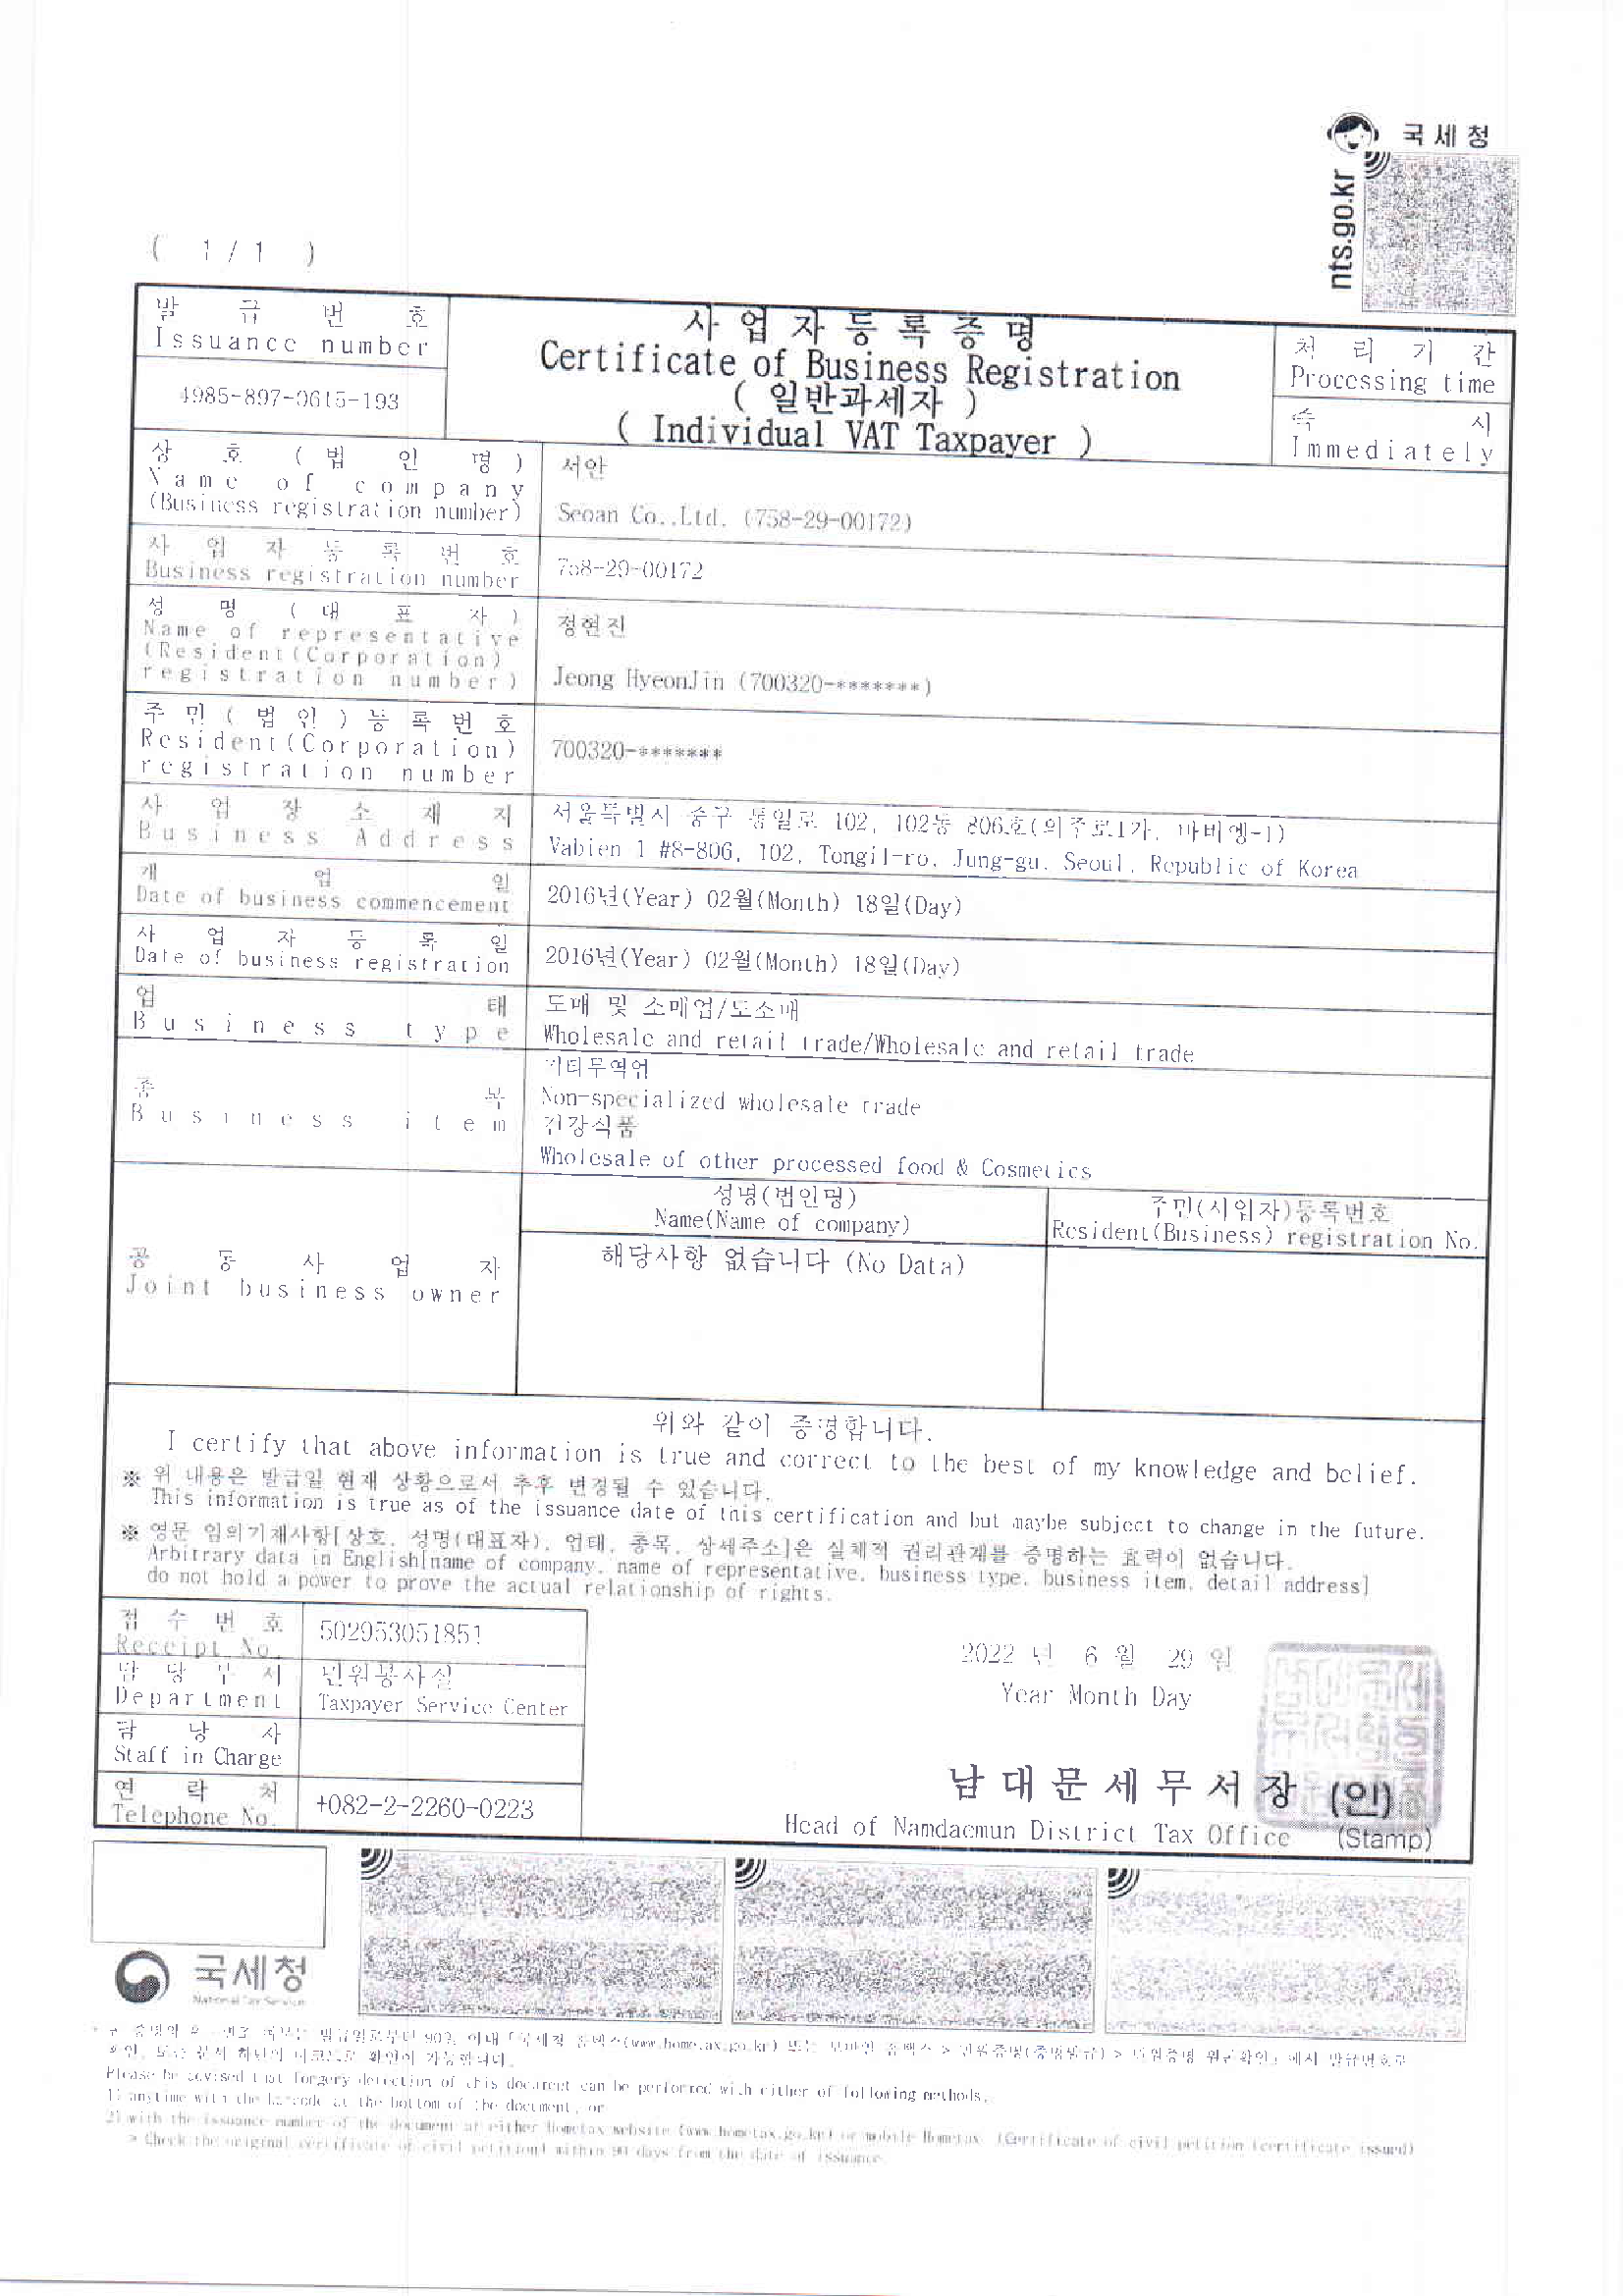 국세청
nts.go.kr
( 1 / 1 )
발 급 번 호
Issuance number
4985-897-0615-193
사 업 자 등 록 증 명
Certificate of Business Registration
( 일반과세자 )
( Individual VAT Taxpayer )
처 리 기 간
Processing time
즉 시
Immediately
상 호 ( 법 인 명 )
Name of company
(Business registration number)
서안
Seoan Co.,Ltd. (758-29-00172)
사 업 자 등 록 번 호
Business registration number
758-29-00172
성 명 ( 대 표 자 )
Name of representative
(Resident(Corporation)
registration number)
정현진
Jeong HyeonJin (700320-*******)
주 민 ( 법 인 ) 등 록 번 호
Resident(Corporation)
registration number
700320-*******
사 업 장 소 재 지
Business Address
서울특별시 중구 통일로 102, 102동 806호(의주로1가, 바비엥-1)
Vabien 1 #8-806, 102, Tongil-ro, Jung-gu, Seoul, Republic of Korea
개 업 일
Date of business commencement
2016년(Year) 02월(Month) 18일(Day)
사 업 자 등 록 일
Date of business registration
2016년(Year) 02월(Month) 18일(Day)
업 태
Business type
도매 및 소매업/도소매
Wholesale and retail trade/Wholesale and retail trade
종 목
Business item
기타무역업
Non-specialized wholesale trade
건강식품
Wholesale of other processed food & Cosmetics
공 동 사 업 자
Joint business owner
성명(법인명)
Name(Name of company)
주민(사업자)등록번호
Resident(Business) registration No.
해당사항 없습니다 (No Data)
위와 같이 증명합니다.
I certify that above information is true and correct to the best of my knowledge and belief.
※ 위 내용은 발급일 현재 상황으로서 추후 변경될 수 있습니다.
This information is true as of the issuance date of this certification and but maybe subject to change in the future.
※ 영문 임의기재사항[상호, 성명(대표자), 업태, 종목, 상세주소]은 실체적 권리관계를 증명하는 효력이 없습니다.
Arbitrary data in English[name of company, name of representative, business type, business item, detail address]
do not hold a power to prove the actual relationship of rights.
접 수 번 호
Receipt No.
502953051851
담 당 부 서
Department
민원봉사실
Taxpayer Service Center
담 당 자
Staff in Charge
연 락 처
Telephone No.
+082-2-2260-0223
2022 년 6 월 29 일
Year Month Day
남 대 문 세 무 서 장 (인)
Head of Namdaemun District Tax Office (Stamp)
국세청
National Tax Service
Please be advised that forgery detection of this document can be performed with either of following methods.
1) anytime with the barcode at the bottom of the document, or
2) with the issuance number of the document at either Hometax website (www.hometax.go.kr) or mobile Hometax (Certificate of civil petition (certificate issued)
> Check the original certificate of civil petition) within 90 days from the date of issuance.